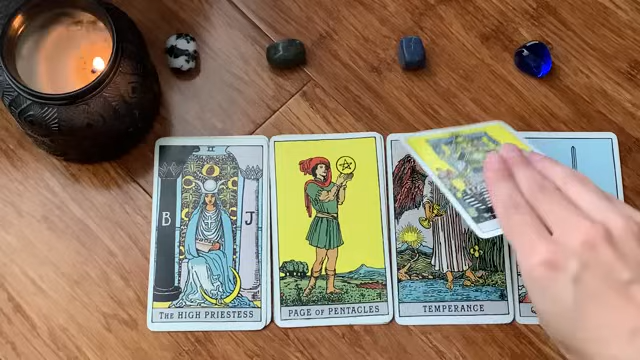 II
B
J
THE HIGH PRIESTESS
PAGE OF PENTACLES
TEMPERANCE